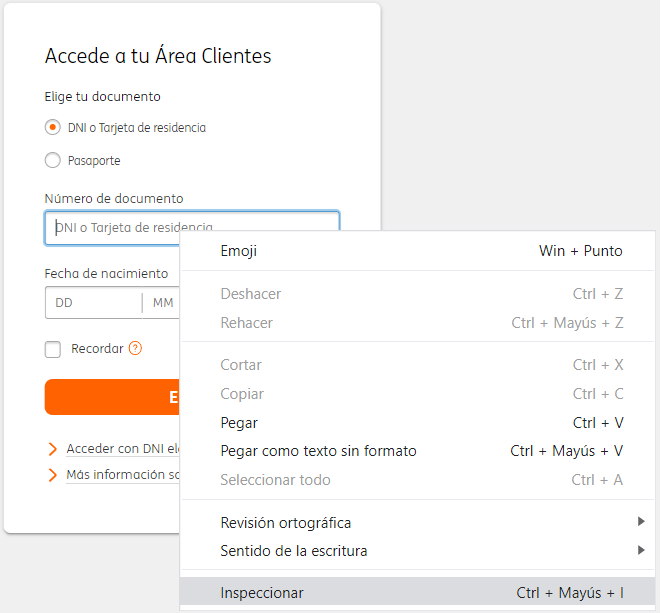 Accede a tu Área Clientes
Elige tu documento
DNI o Tarjeta de residencia
Pasaporte
Número de documento
DNI o Tarjeta de residencia
Fecha de nacimiento
DD MM
Recordar ?
E
Acceder con DNI
Más información
Emoji Win + Punto
Deshacer Ctrl + Z
Rehacer Ctrl + Mayús + Z
Cortar Ctrl + X
Copiar Ctrl + C
Pegar Ctrl + V
Pegar como texto sin formato Ctrl + Mayús + V
Seleccionar todo Ctrl + A
Revisión ortográfica
Sentido de la escritura
Inspeccionar Ctrl + Mayús + I